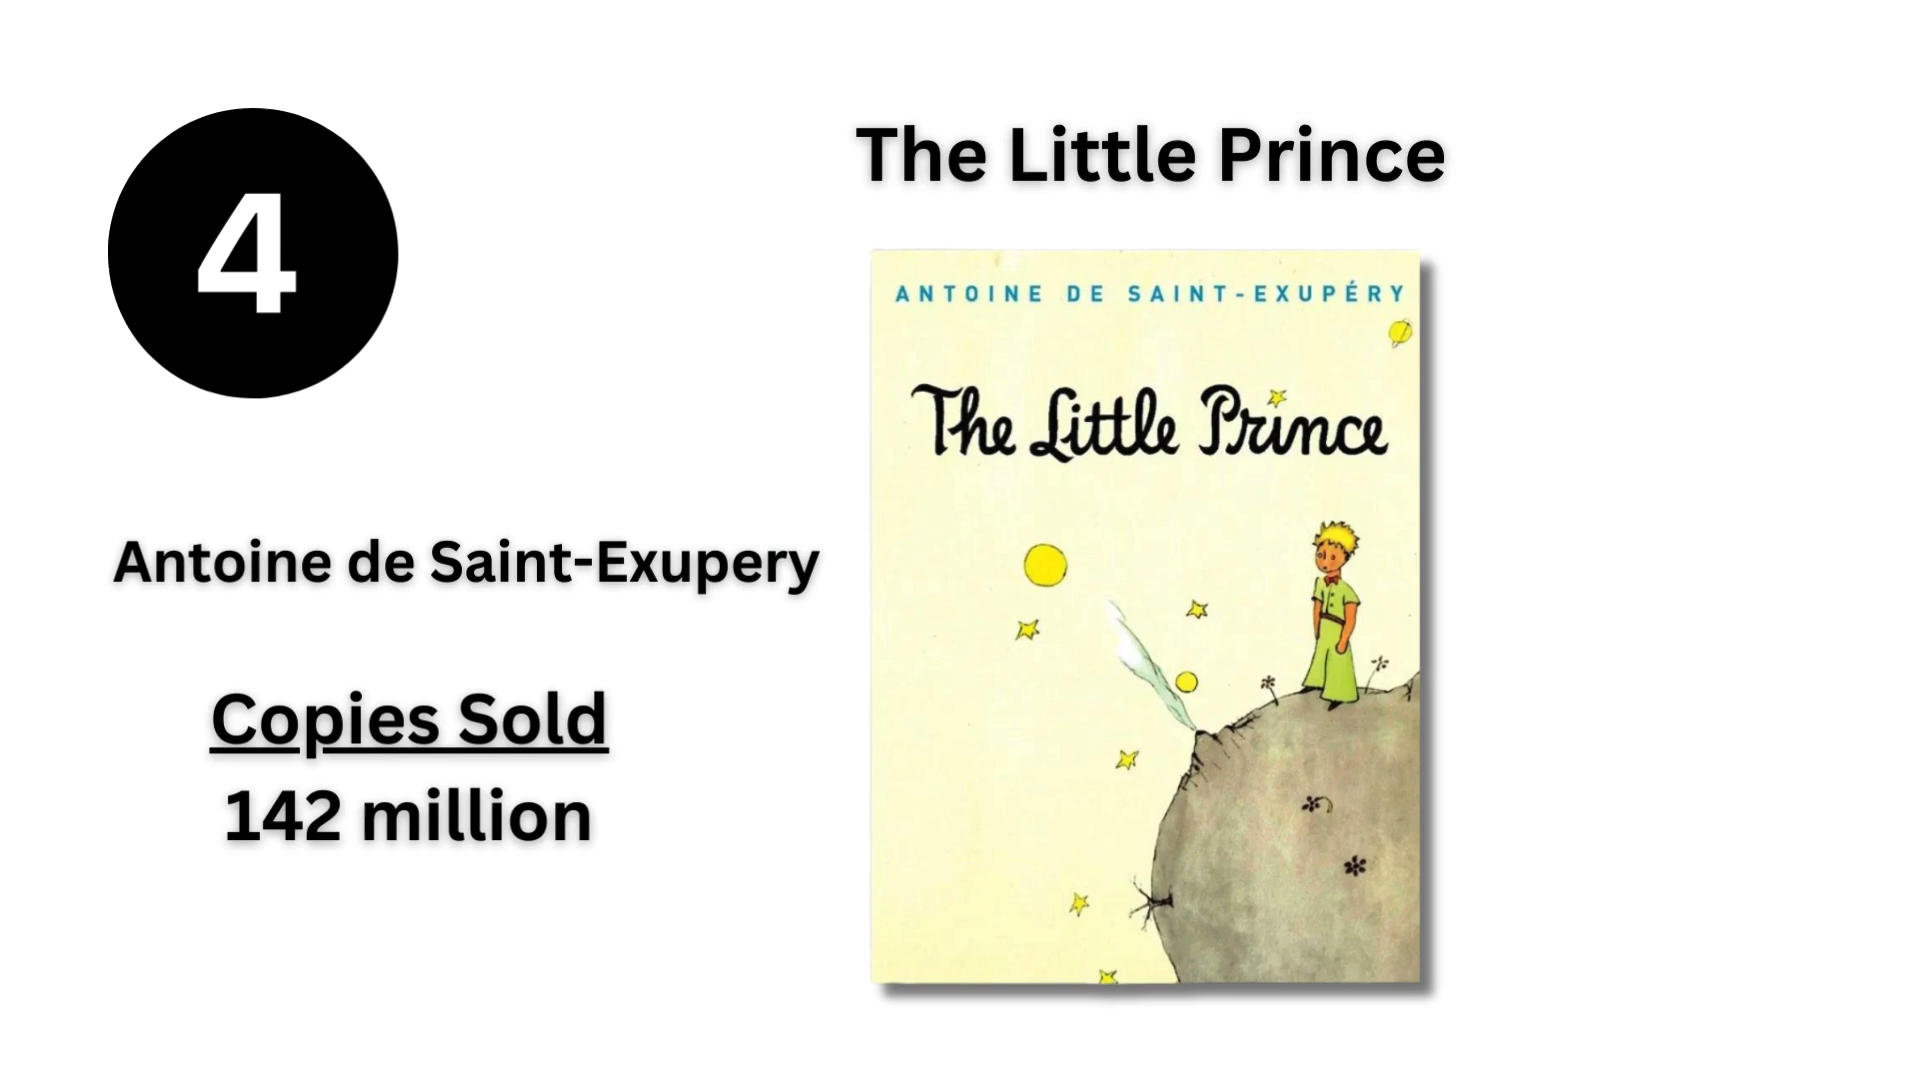 4
The Little Prince
ANTOINE DE SAINT-EXUPÉRY
The Little Prince
Antoine de Saint-Exupery
Copies Sold
142 million